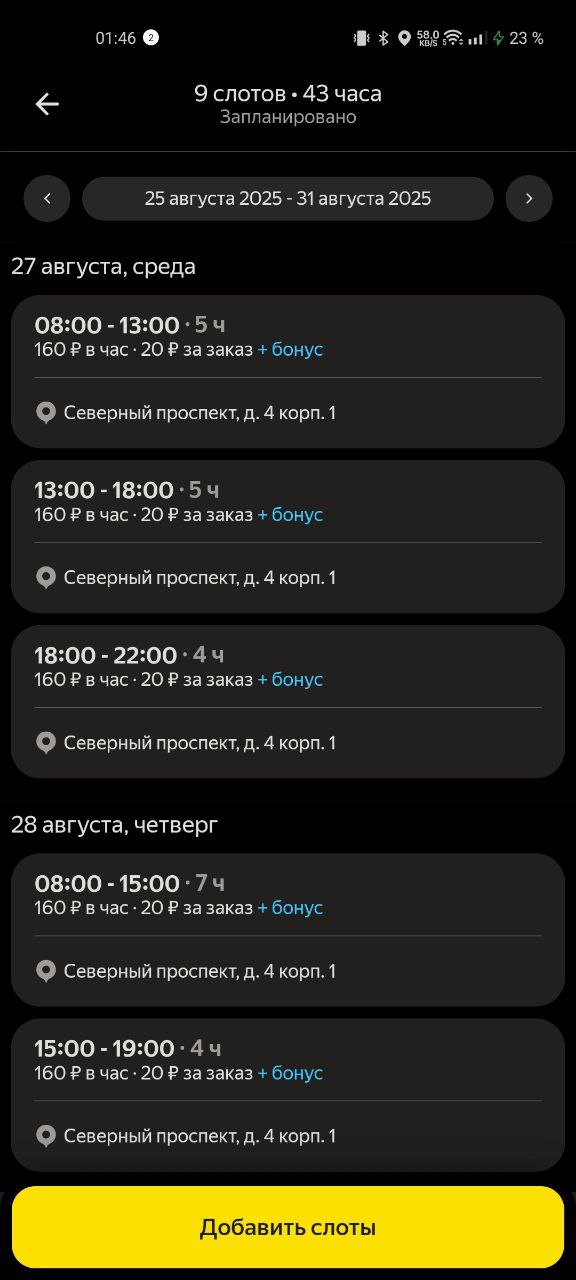 01:46 2 58.0 KB/S 5 23 %
9 слотов • 43 часа
Запланировано
25 августа 2025 - 31 августа 2025
27 августа, среда
08:00 - 13:00 · 5 ч
160 ₽ в час · 20 ₽ за заказ + бонус
Северный проспект, д. 4 корп. 1
13:00 - 18:00 · 5 ч
160 ₽ в час · 20 ₽ за заказ + бонус
Северный проспект, д. 4 корп. 1
18:00 - 22:00 · 4 ч
160 ₽ в час · 20 ₽ за заказ + бонус
Северный проспект, д. 4 корп. 1
28 августа, четверг
08:00 - 15:00 · 7 ч
160 ₽ в час · 20 ₽ за заказ + бонус
Северный проспект, д. 4 корп. 1
15:00 - 19:00 · 4 ч
160 ₽ в час · 20 ₽ за заказ + бонус
Северный проспект, д. 4 корп. 1
Добавить слоты